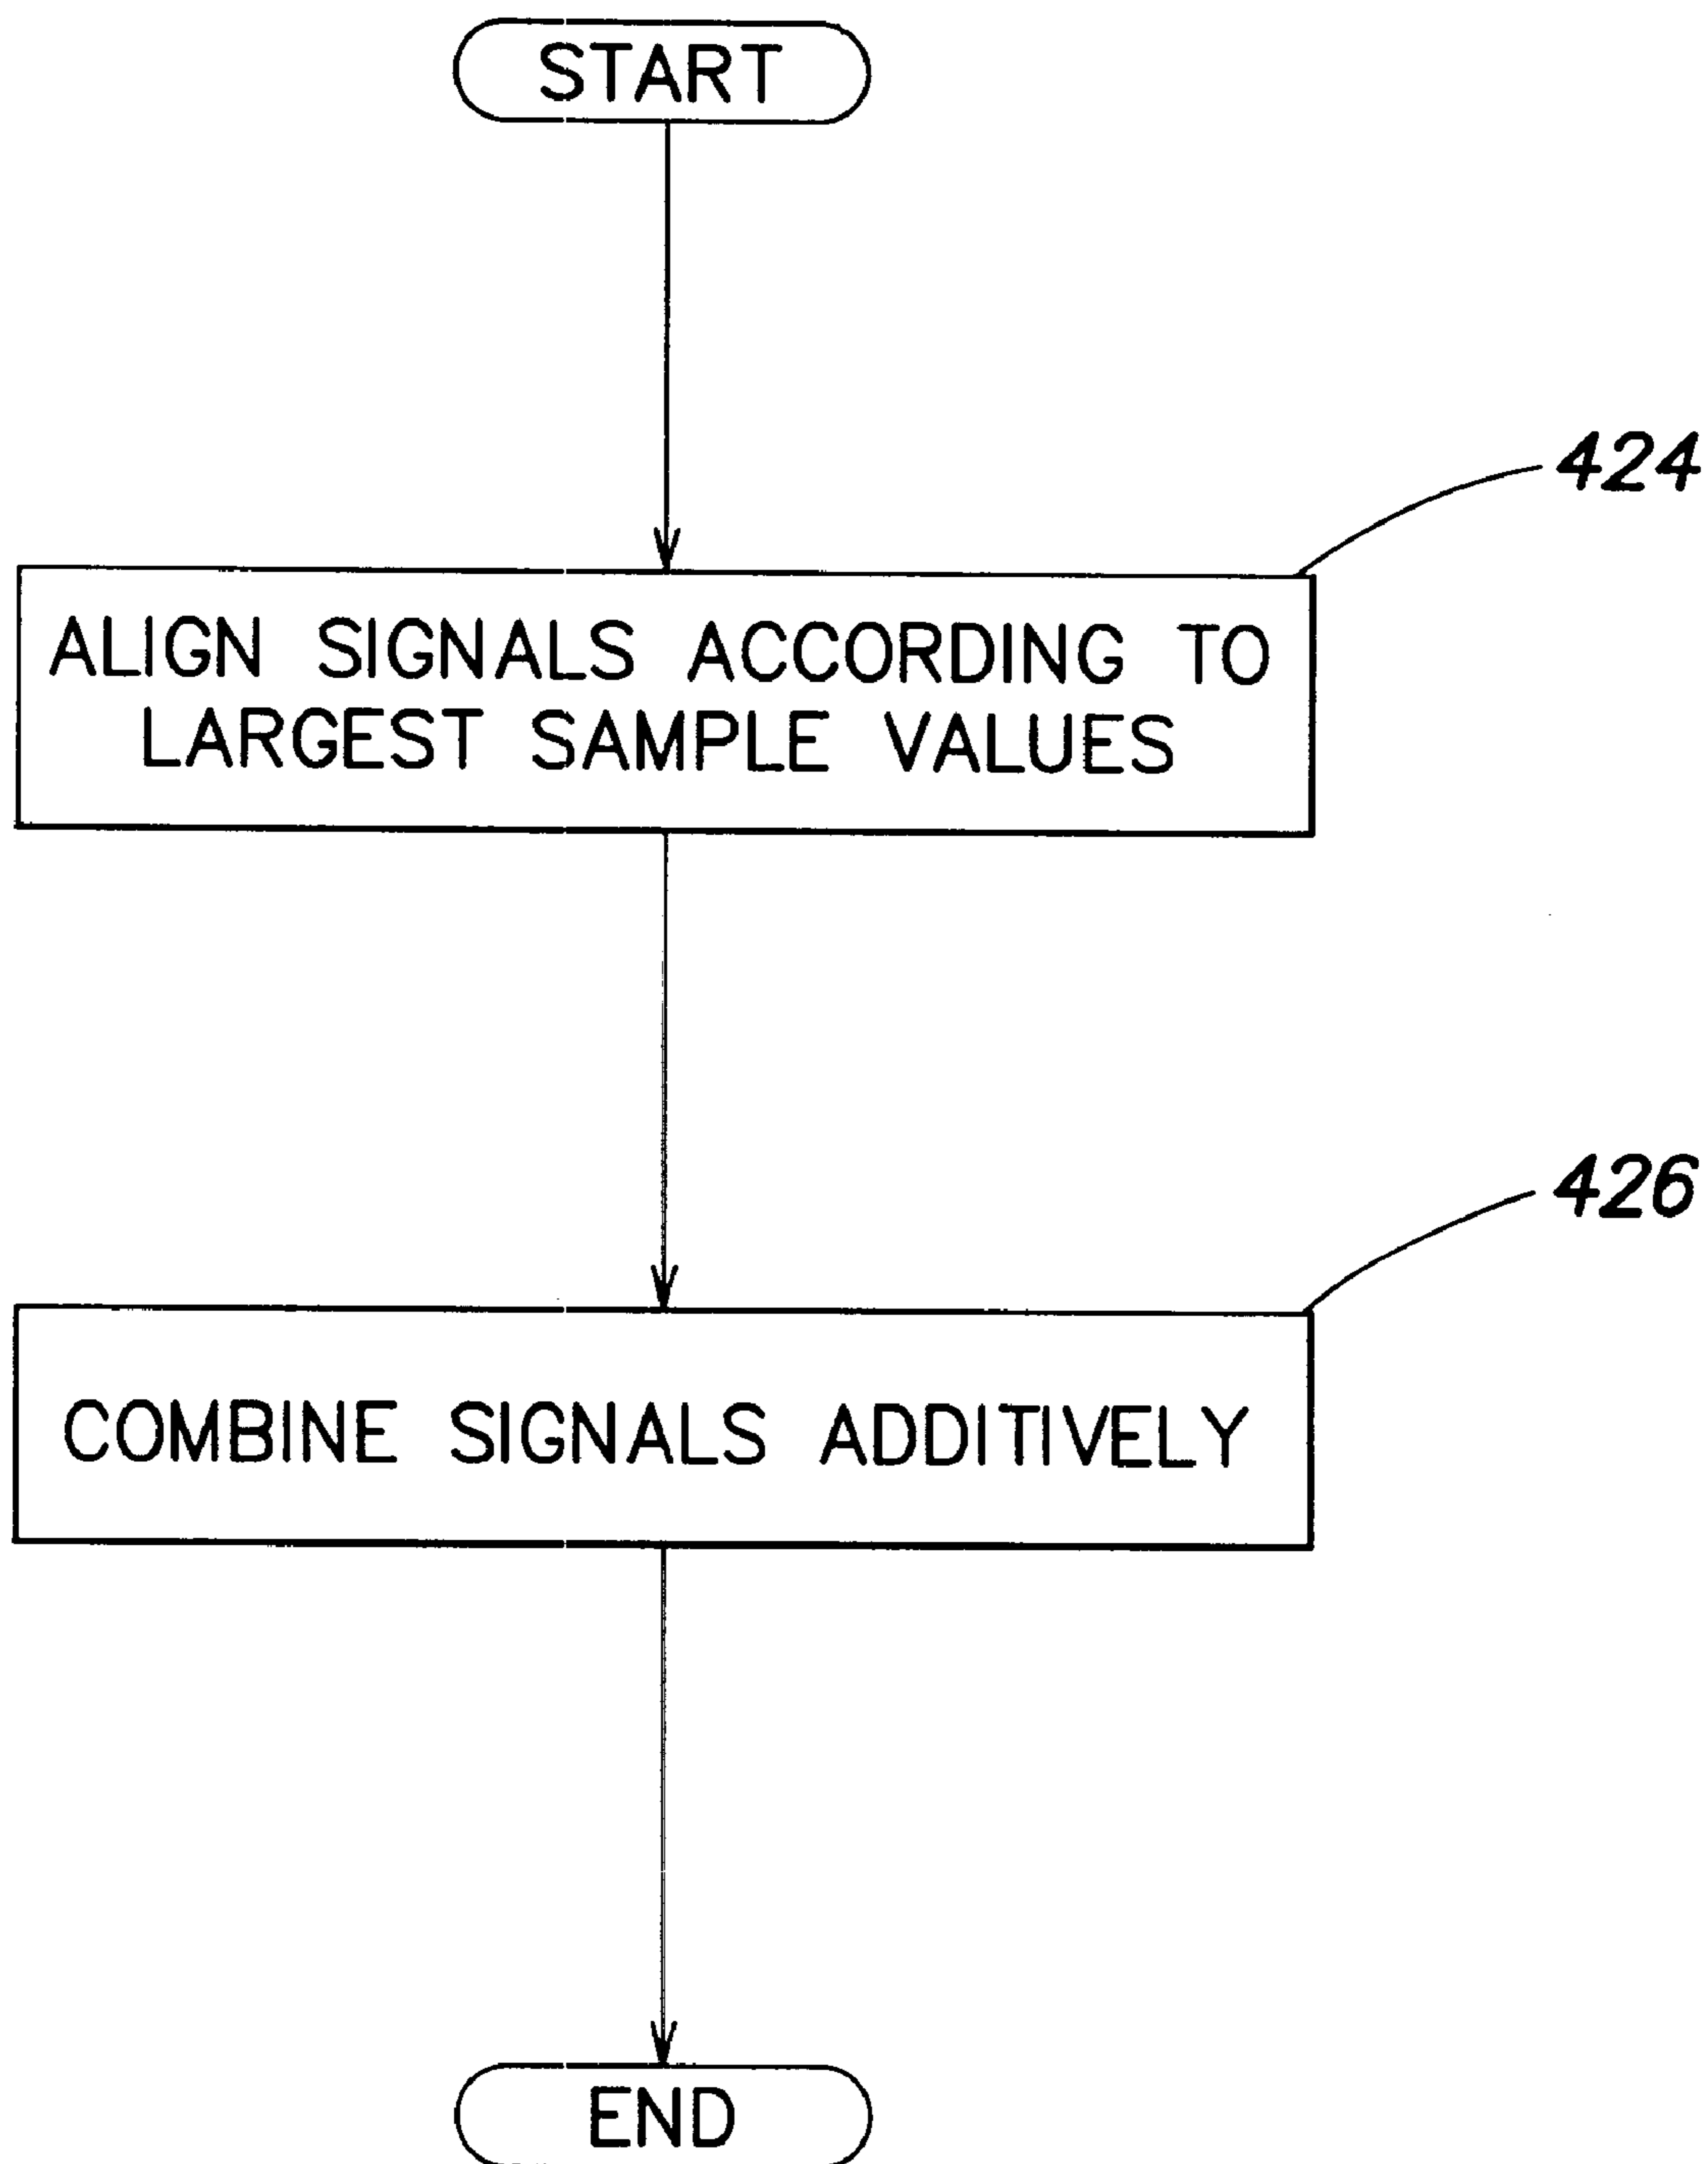 START
424
ALIGN SIGNALS ACCORDING TO
LARGEST SAMPLE VALUES
426
COMBINE SIGNALS ADDITIVELY
END